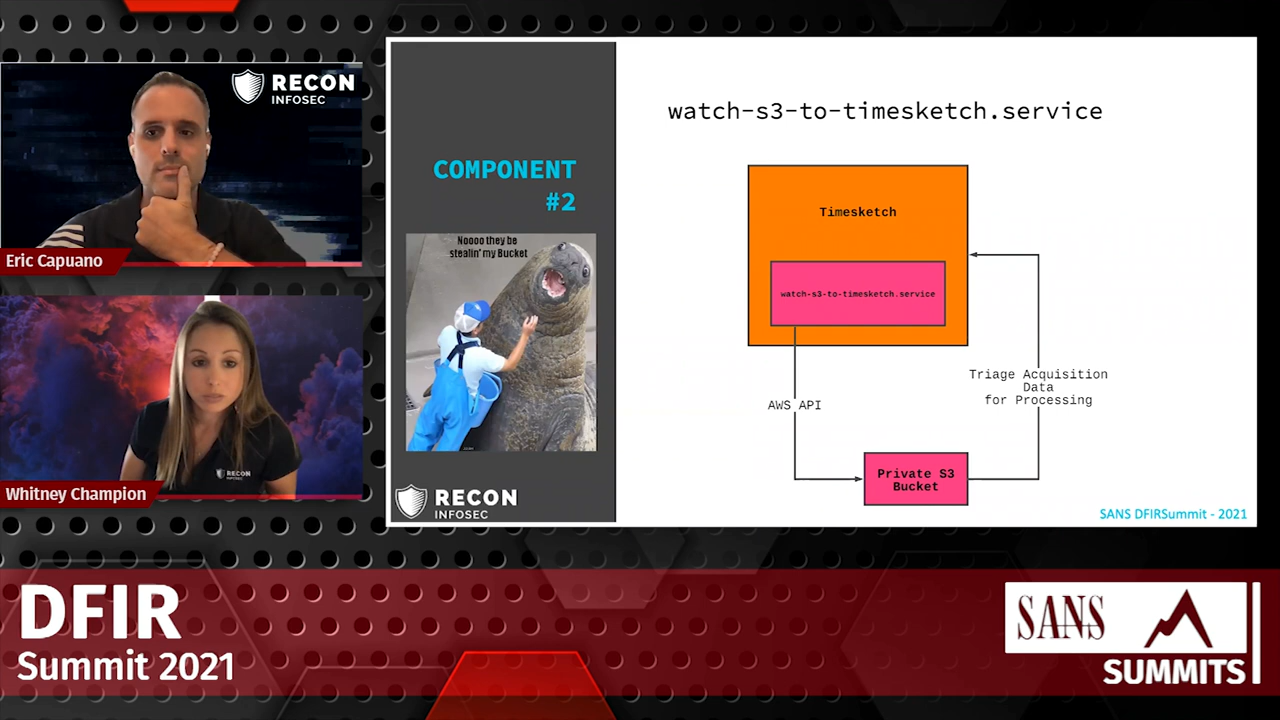 RECON
INFOSEC
Eric Capuano
RECON
INFOSEC
Whitney Champion
COMPONENT
#2
Noooo they be
stealin' my Bucket
RECON
INFOSEC
watch-s3-to-timesketch.service
Timesketch
watch-s3-to-timesketch.service
AWS API
Triage Acquisition
Data
for Processing
Private S3
Bucket
SANS DFIRSummit - 2021
DFIR
Summit 2021
SANS
SUMMITS